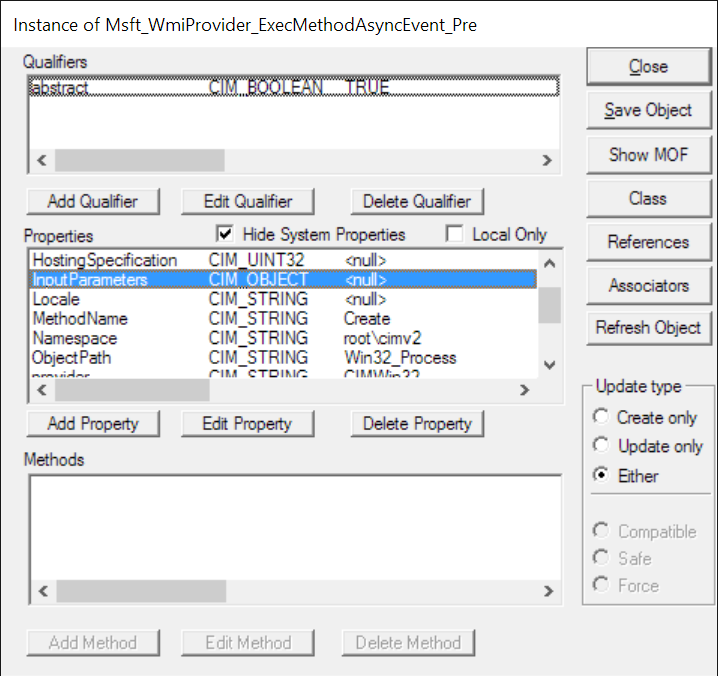 Instance of Msft_WmiProvider_ExecMethodAsyncEvent_Pre
Qualifiers
abstract CIM_BOOLEAN TRUE
Close
Save Object
Show MOF
Class
References
Associators
Refresh Object
Add Qualifier Edit Qualifier Delete Qualifier
Properties Hide System Properties Local Only
HostingSpecification CIM_UINT32 <null>
InputParameters CIM_OBJECT <null>
Locale CIM_STRING <null>
MethodName CIM_STRING Create
Namespace CIM_STRING root\cimv2
ObjectPath CIM_STRING Win32_Process
provider CIM_STRING CIMWin32
Add Property Edit Property Delete Property
Update type
Create only
Update only
Either
Compatible
Safe
Force
Methods
Add Method Edit Method Delete Method